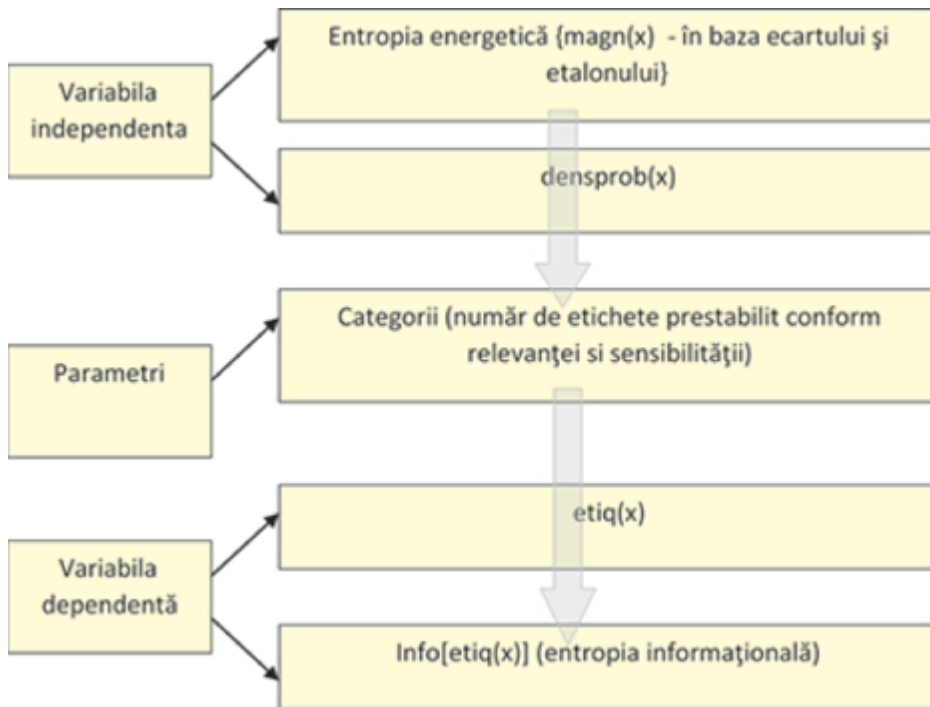 Entropia energetică {magn(x)  - în baza ecartului şi
etalonului}
Variabila
independenta
densprob(x)
Categorii (număr de etichete prestabilit conform
relevanţei si sensibilităţii)
Parametri
etiq(x)
Variabila
dependentă
Info[etiq(x)] (entropia informaţională)